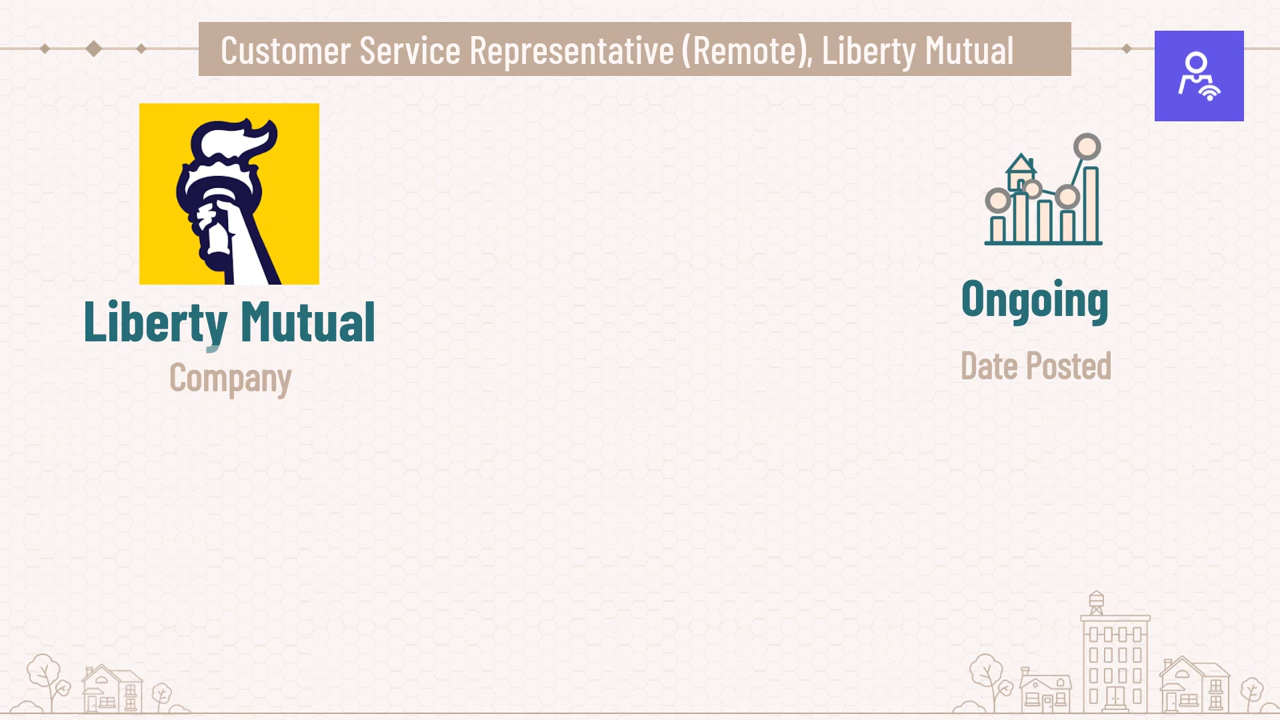 Customer Service Representative (Remote), Liberty Mutual
Liberty Mutual
Company
Ongoing
Date Posted